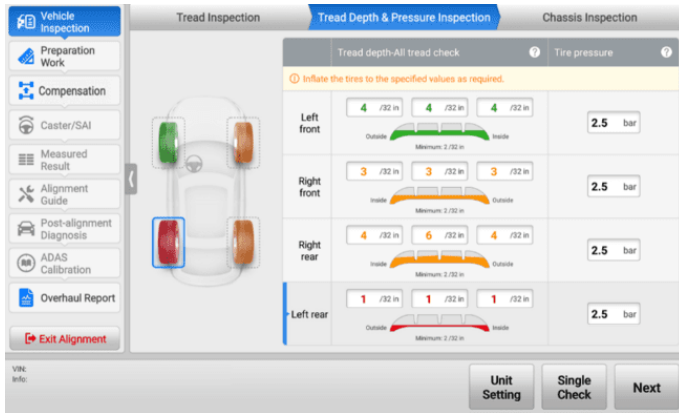 Vehicle
Inspection
Preparation
Work
Compensation
Caster/SAI
Measured
Result
Alignment
Guide
Post-alignment
Diagnosis
ADAS
Calibration
Overhaul Report
Exit Alignment
Tread Inspection
Tread Depth & Pressure Inspection
Chassis Inspection
Tread depth-All tread check ? Tire pressure ?
Inflate the tires to the specified values as required.
Left
front
4 /32 in 4 /32 in 4 /32 in
Outside Inside
Minimum: 2 /32 in
2.5 bar
Right
front
3 /32 in 3 /32 in 3 /32 in
Inside Outside
Minimum: 2 /32 in
2.5 bar
Right
rear
4 /32 in 6 /32 in 4 /32 in
Inside Outside
Minimum: 2 /32 in
2.5 bar
Left rear
1 /32 in 1 /32 in 1 /32 in
Outside Inside
Minimum: 2 /32 in
2.5 bar
VIN:
Info:
Unit
Setting
Single
Check
Next